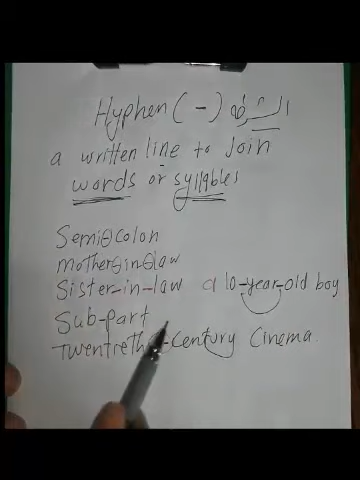 Hyphen (-) الشرطة
a written line to join
words or syllables
Semi-colon
Mother-in-law
Sister-in-law a 10-year-old boy
Sub-part
Twentieth-century Cinema.